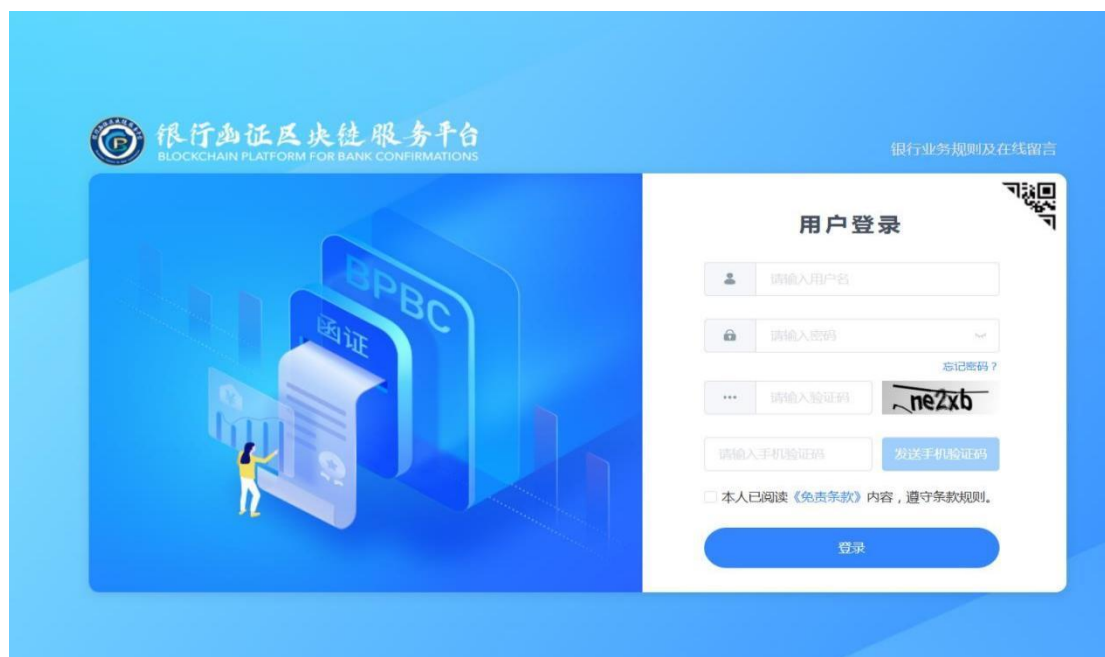 银行函证区块链服务平台
BLOCKCHAIN PLATFORM FOR BANK CONFIRMATIONS
银行业务规则及在线留言
BPBC
函证
用户登录
请输入用户名
请输入密码
忘记密码？
请输入验证码
ne2xb
请输入手机验证码
发送手机验证码
本人已阅读《免责条款》内容，遵守条款规则。
登录